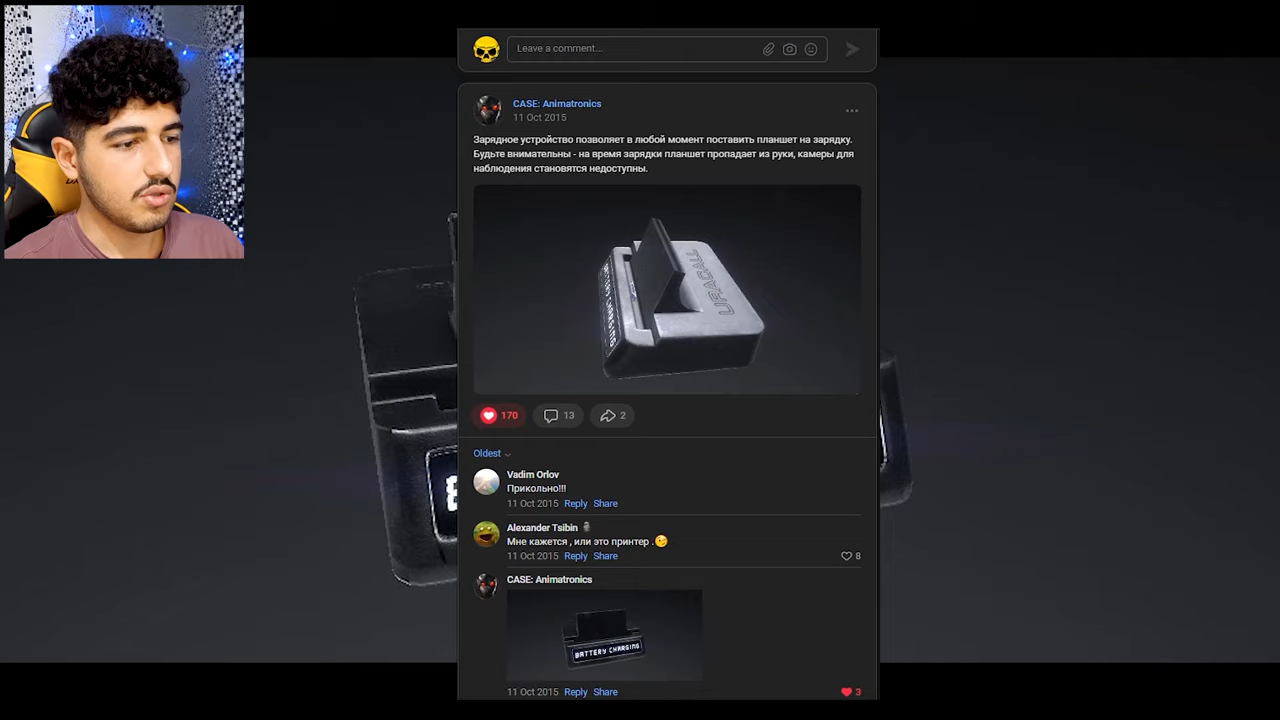 Leave a comment...
CASE: Animatronics
11 Oct 2015
Зарядное устройство позволяет в любой момент поставить планшет на зарядку.
Будьте внимательны - на время зарядки планшет пропадает из руки, камеры для
наблюдения становятся недоступны.
BATTERY CHARGING
URACALL
170
13
2
Oldest
Vadim Orlov
Прикольно!!!
11 Oct 2015 Reply Share
Alexander Tsibin
Мне кажется , или это принтер .
11 Oct 2015 Reply Share
8
CASE: Animatronics
BATTERY CHARGING
11 Oct 2015 Reply Share
3